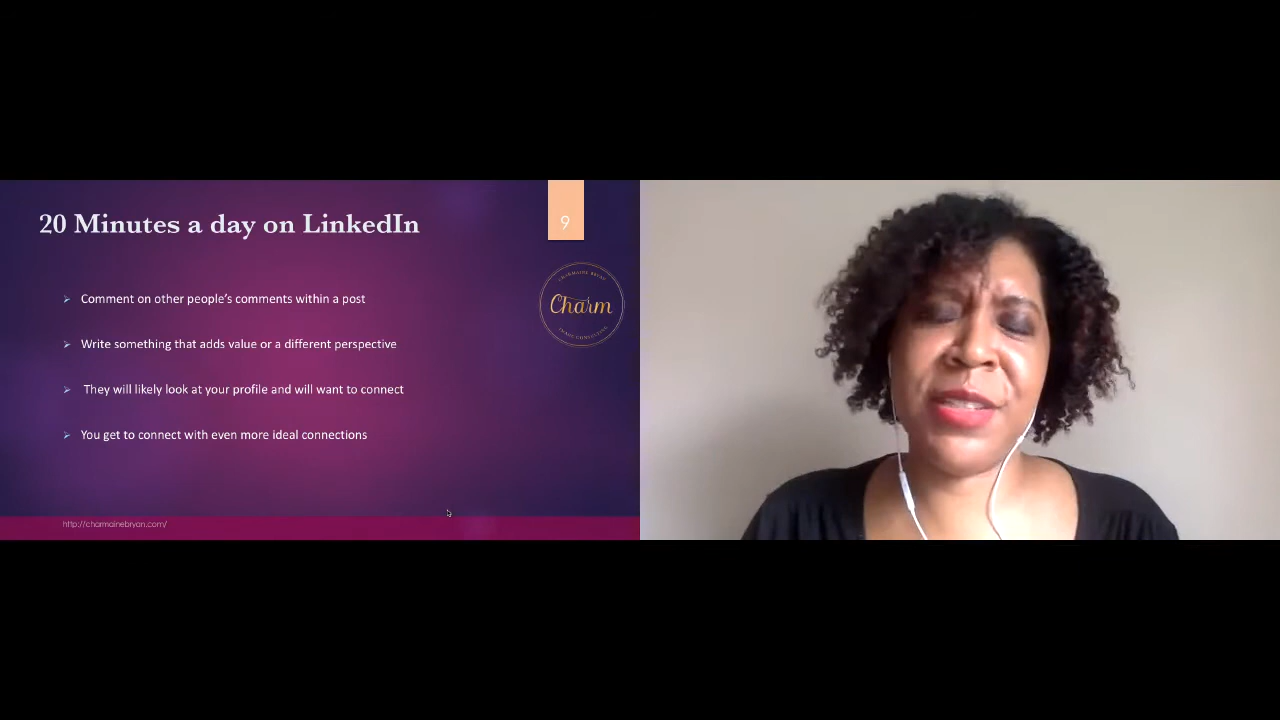 20 Minutes a day on LinkedIn
9
Comment on other people's comments within a post
CHARMAINE BRYAN
Charm
Write something that adds value or a different perspective
They will likely look at your profile and will want to connect
You get to connect with even more ideal connections
http://charmainebryan.com/